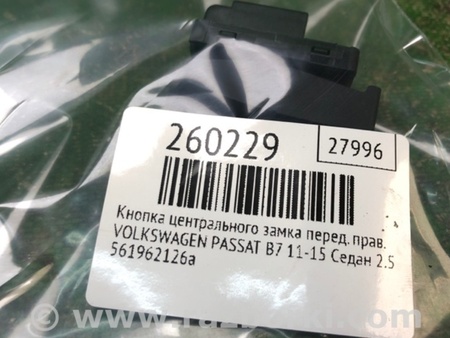 260229
27996
Кнопка центрального замка перед. прав.
VOLKSWAGEN PASSAT B7 11-15 Седан 2.5
561962126a